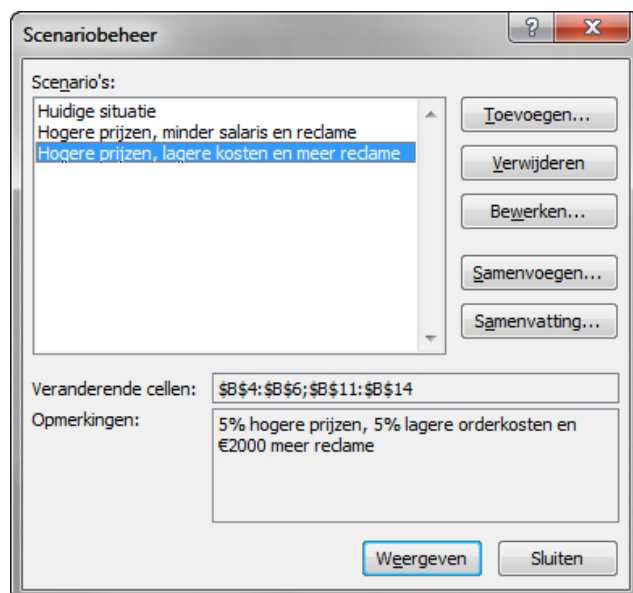 Scenariobeheer
Scenario's:
Huidige situatie
Hogere prijzen, minder salaris en reclame
Hogere prijzen, lagere kosten en meer reclame
Toevoegen...
Verwijderen
Bewerken...
Samenvoegen...
Samenvatting...
Veranderende cellen: $B$4:$B$6;$B$11:$B$14
Opmerkingen: 5% hogere prijzen, 5% lagere orderkosten en
€2000 meer reclame
Weergeven Sluiten